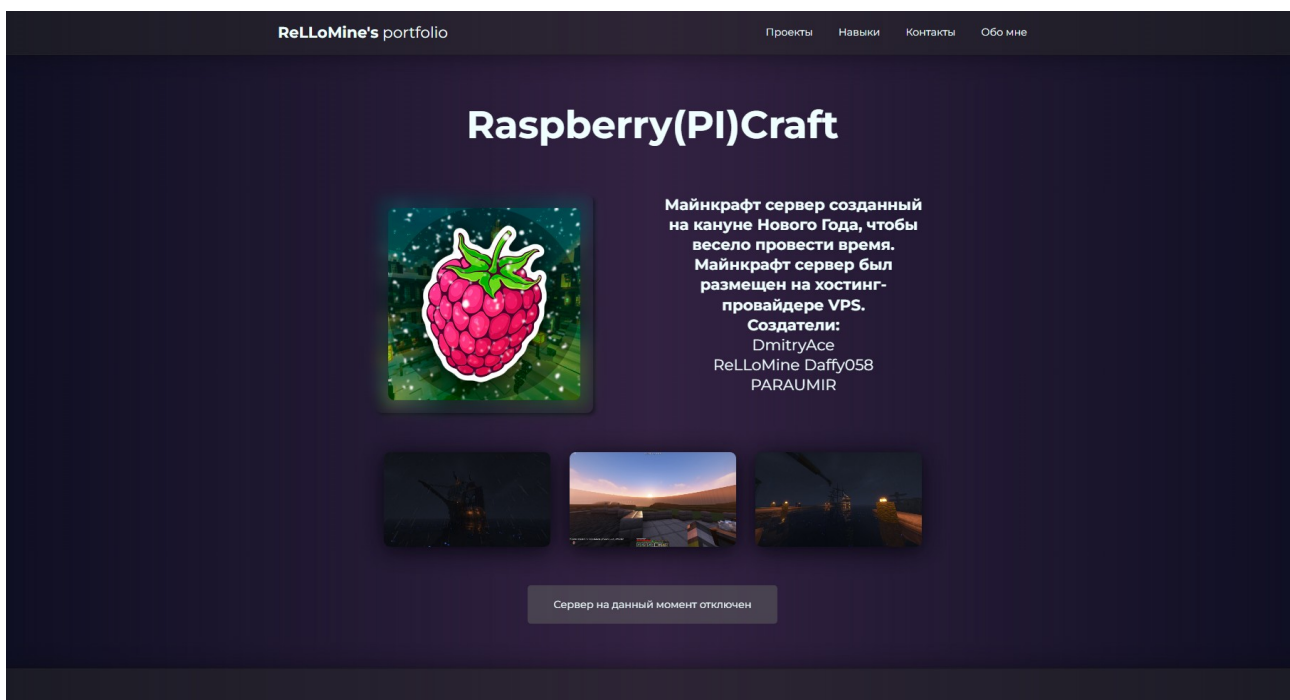 ReLLoMine's portfolio
Проекты Навыки Контакты Обо мне
Raspberry(PI)Craft
Майнкрафт сервер созданный
на кануне Нового Года, чтобы
весело провести время.
Майнкрафт сервер был
размещен на хостинг-
провайдере VPS.
Создатели:
DmitryAce
ReLLoMine Daffy058
PARAUMIR
Сервер на данный момент отключен